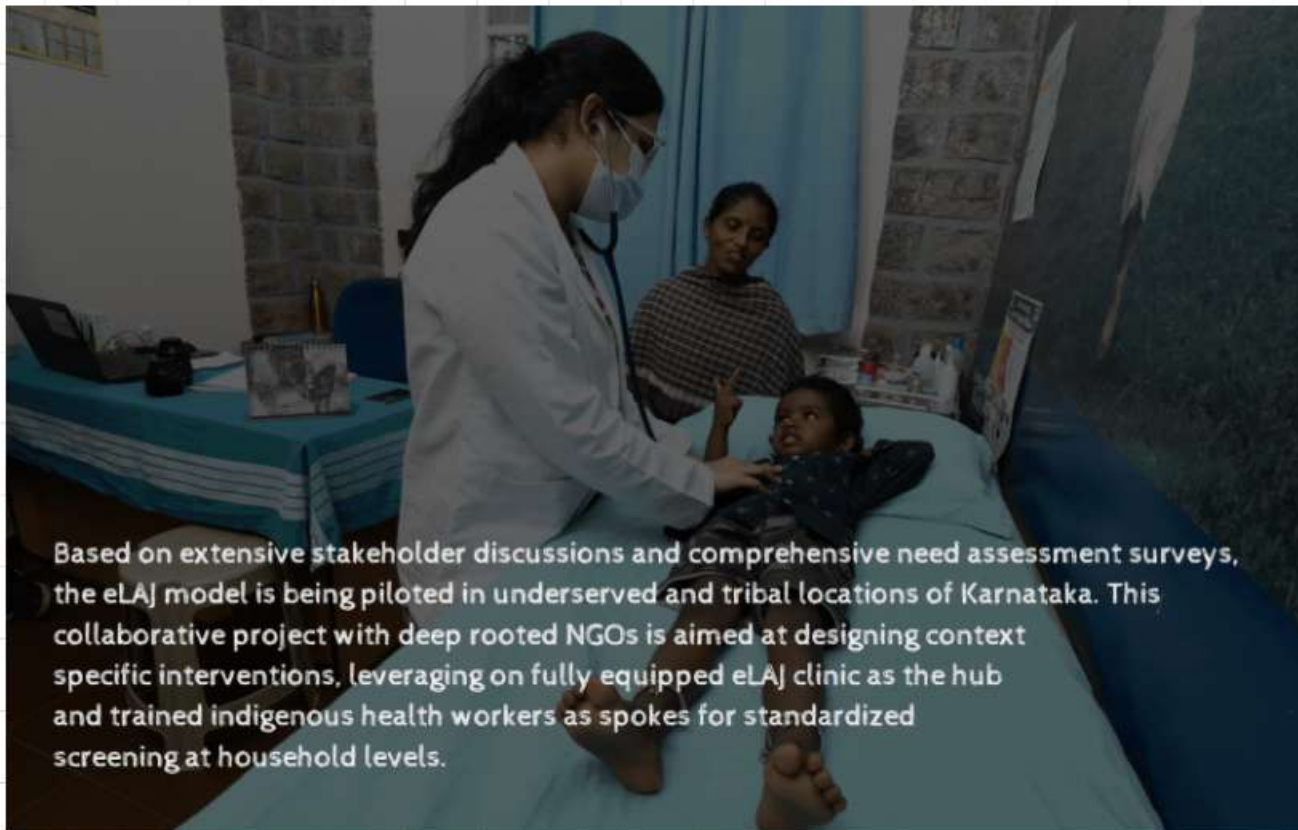 Based on extensive stakeholder discussions and comprehensive need assessment surveys,
the eLAJ model is being piloted in underserved and tribal locations of Karnataka. This
collaborative project with deep rooted NGOs is aimed at designing context
specific interventions, leveraging on fully equipped eLAJ clinic as the hub
and trained indigenous health workers as spokes for standardized
screening at household levels.